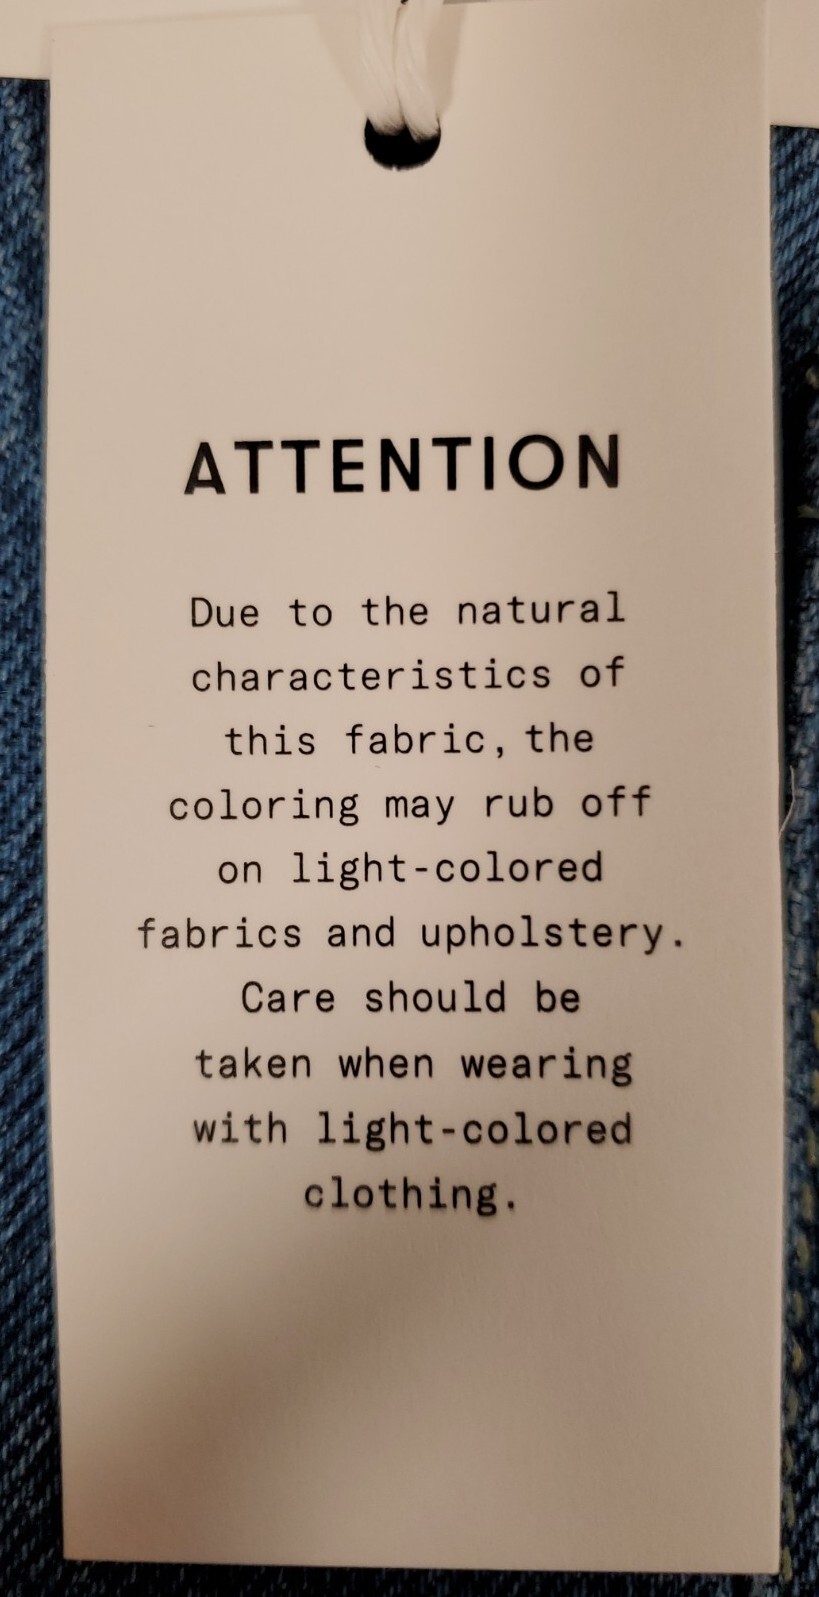 ATTENTION
Due to the natural
characteristics of
this fabric, the
coloring may rub off
on light-colored
fabrics and upholstery.
Care should be
taken when wearing
with light-colored
clothing.